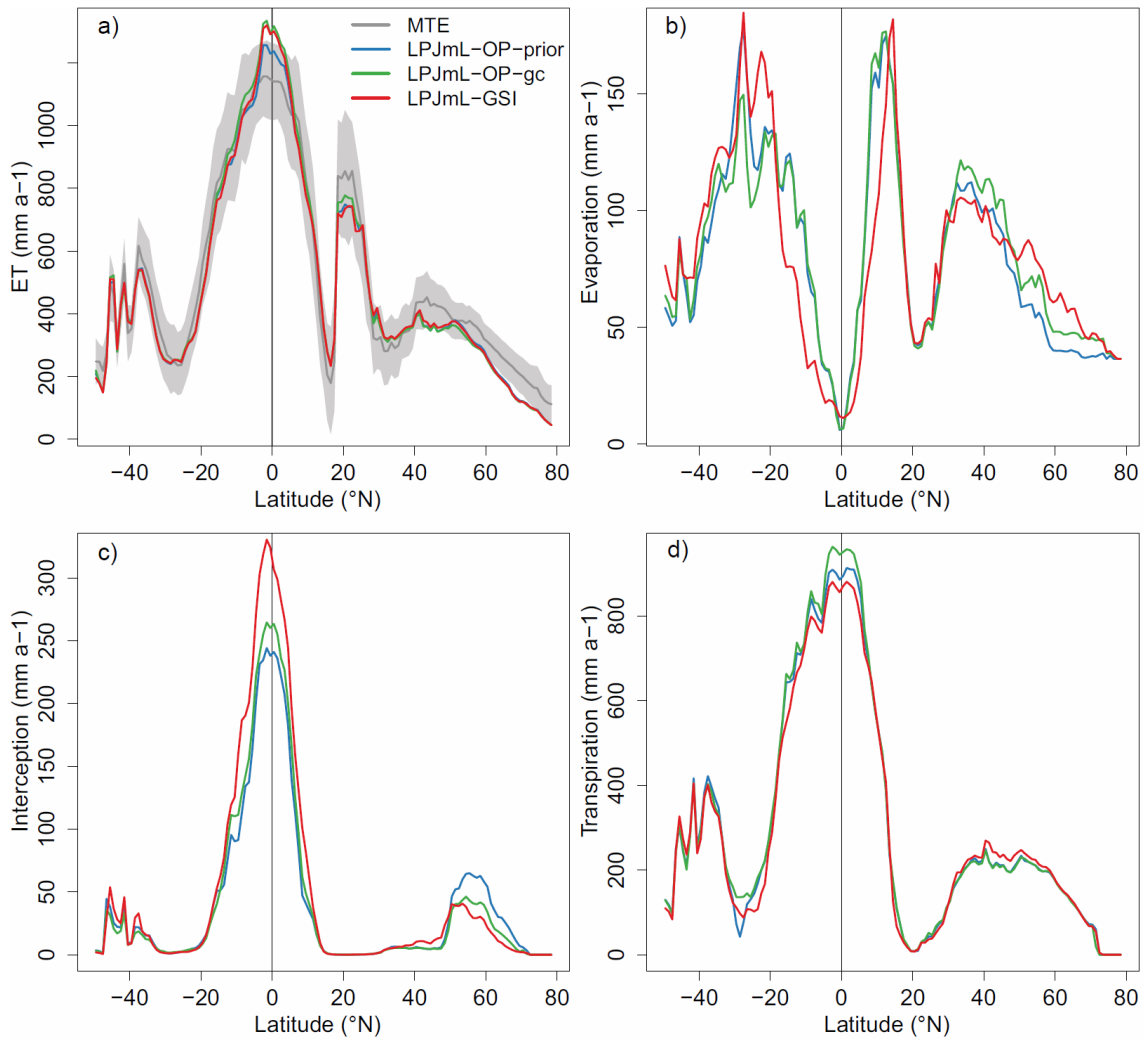 a)
MTE
LPJmL−OP−prior
LPJmL−OP−gc
LPJmL−GSI
ET (mm a−1)
0 200 400 600 800 1000
−40 −20 0 20 40 60 80
Latitude (°N)
b)
Evaporation (mm a−1)
0 50 100 150
−40 −20 0 20 40 60 80
Latitude (°N)
c)
Interception (mm a−1)
0 50 100 150 200 250 300
−40 −20 0 20 40 60 80
Latitude (°N)
d)
Transpiration (mm a−1)
0 200 400 600 800
−40 −20 0 20 40 60 80
Latitude (°N)